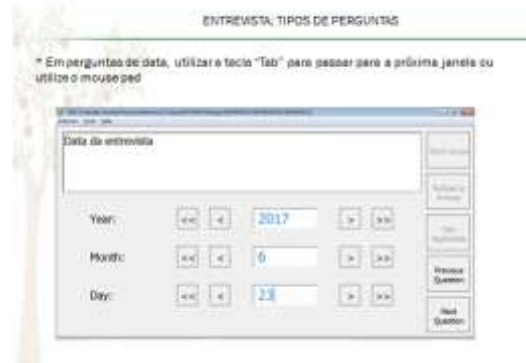 ENTREVISTA, TIPOS DE PERGUNTAS
* Em perguntas de data, utilizar a tecla “Tab” para passar para a próxima janela ou
utilize o mouse pad
Data da entrevista
Year: << < 2017 > >>
Month: << < 6 > >>
Day: << < 23 > >>
Previous
Question
Next
Question